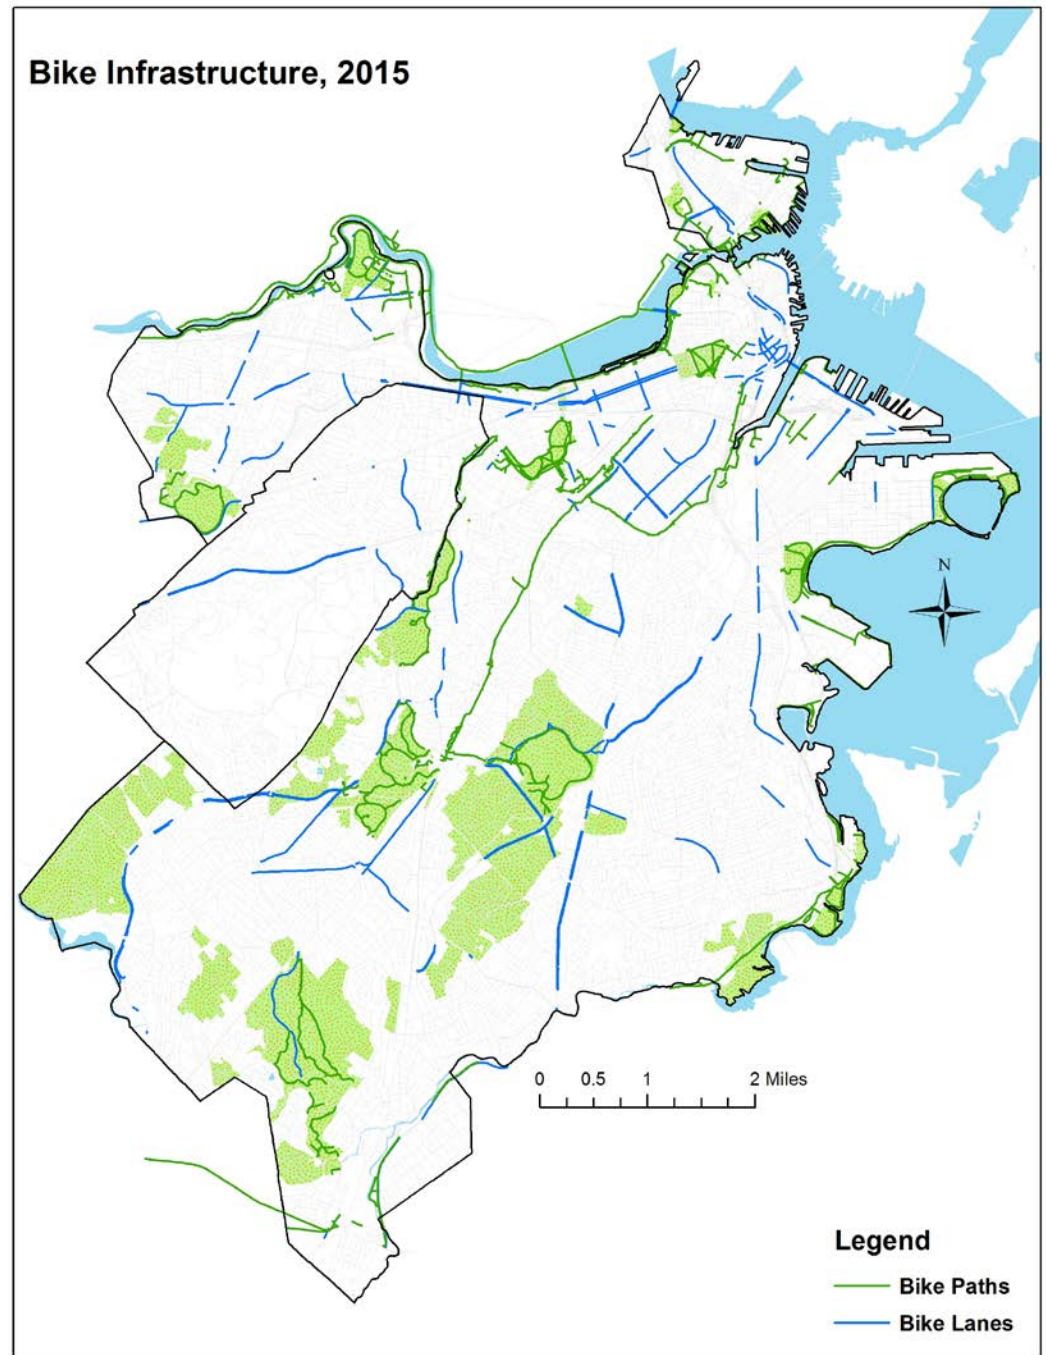 Bike Infrastructure, 2015
N
0 0.5 1 2 Miles
Legend
Bike Paths
Bike Lanes